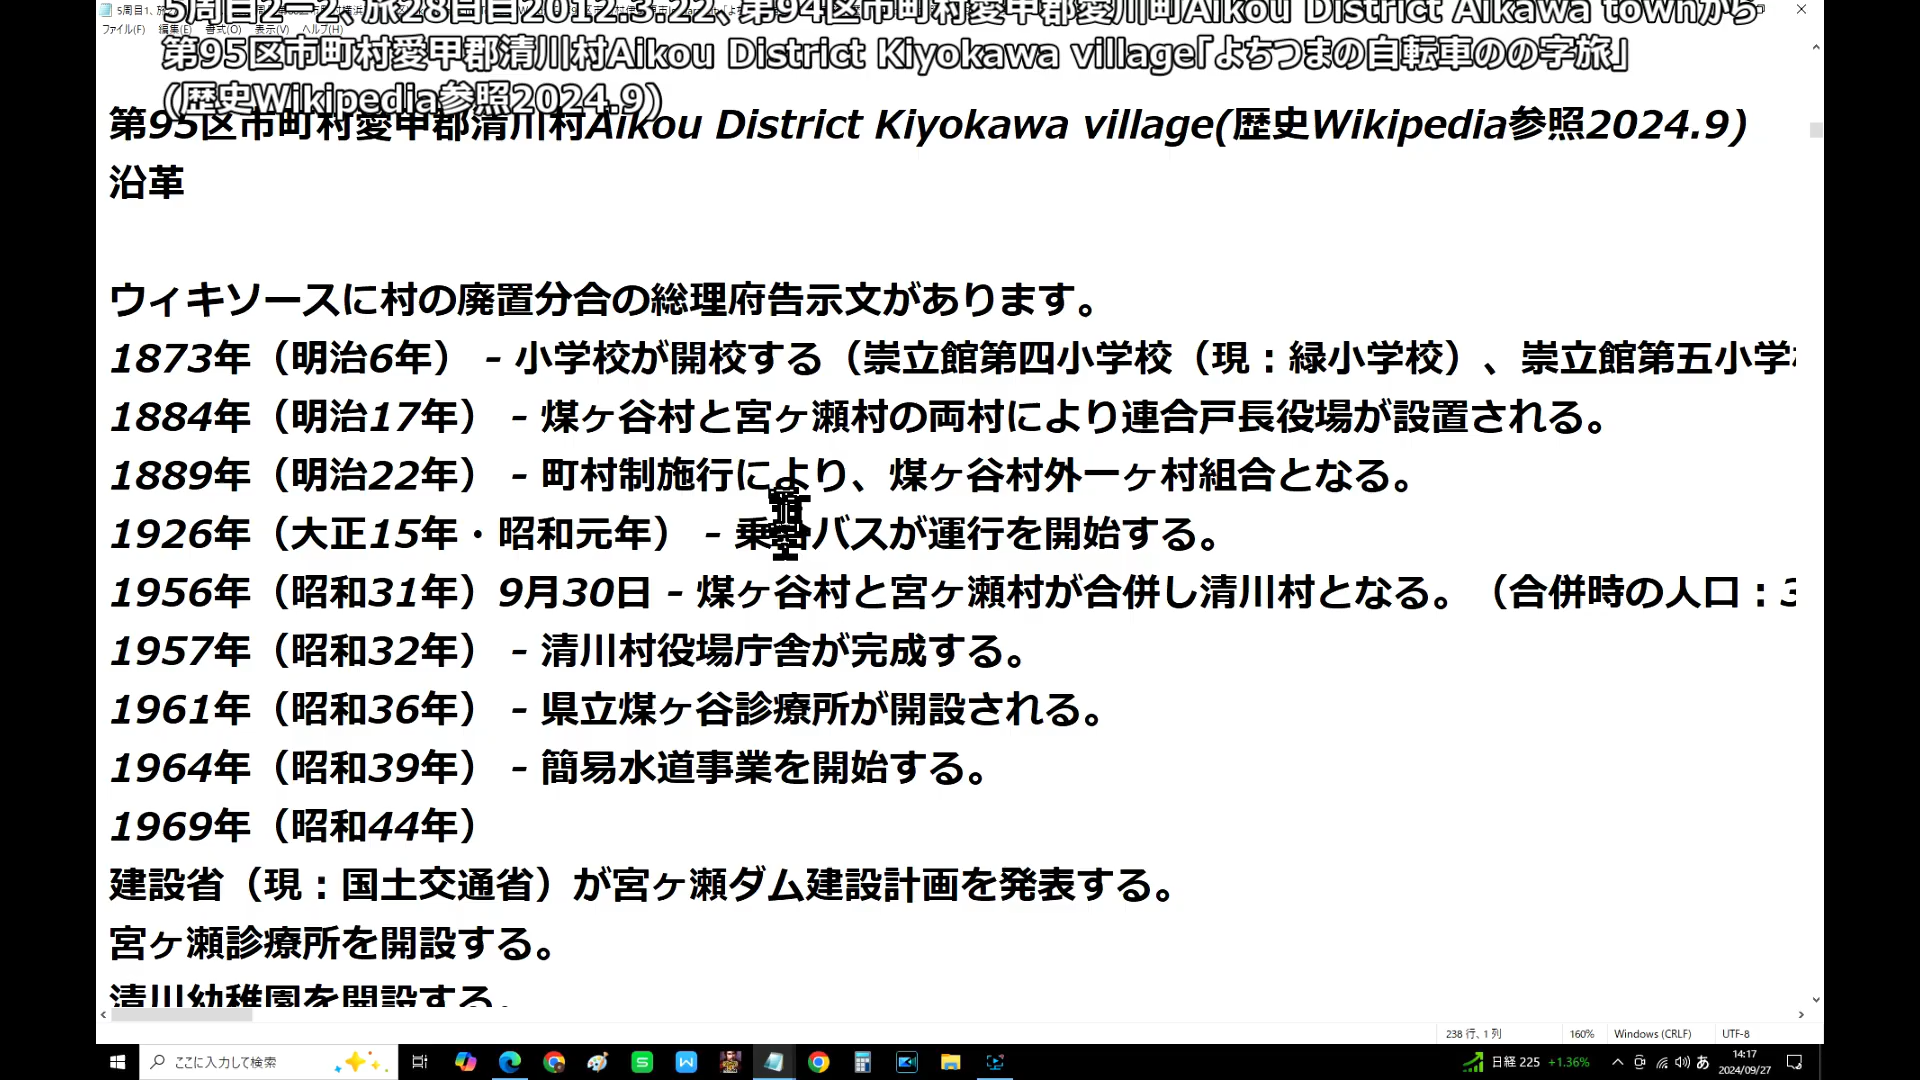 5周目2-2、旅28日目2012.5.22、第94区市町村愛甲郡愛川町Aikou District Aikawa townから
第95区市町村愛甲郡清川村Aikou District Kiyokawa village「よちつまの自転車のの字旅」
(歴史Wikipedia参照2024.9)
ファイル(F) 編集(E) 書式(O) 表示(V) ヘルプ(H)
第95区市町村愛甲郡清川村Aikou District Kiyokawa village(歴史Wikipedia参照2024.9)
沿革
ウィキソースに村の廃置分合の総理府告示文があります。
1873年（明治6年） - 小学校が開校する（崇立館第四小学校（現：緑小学校）、崇立館第五小学校
1884年（明治17年） - 煤ヶ谷村と宮ヶ瀬村の両村により連合戸長役場が設置される。
1889年（明治22年） - 町村制施行により、煤ヶ谷村外一ヶ村組合となる。
1926年（大正15年・昭和元年） - 乗合バスが運行を開始する。
1956年（昭和31年）9月30日 - 煤ヶ谷村と宮ヶ瀬村が合併し清川村となる。（合併時の人口：3
1957年（昭和32年） - 清川村役場庁舎が完成する。
1961年（昭和36年） - 県立煤ヶ谷診療所が開設される。
1964年（昭和39年） - 簡易水道事業を開始する。
1969年（昭和44年）
建設省（現：国土交通省）が宮ヶ瀬ダム建設計画を発表する。
宮ヶ瀬診療所を開設する。
清川幼稚園を開設する。
238 行、1 列 160% Windows (CRLF) UTF-8
ここに入力して検索 日経 225 +1.36% あ 14:17
2024/09/27